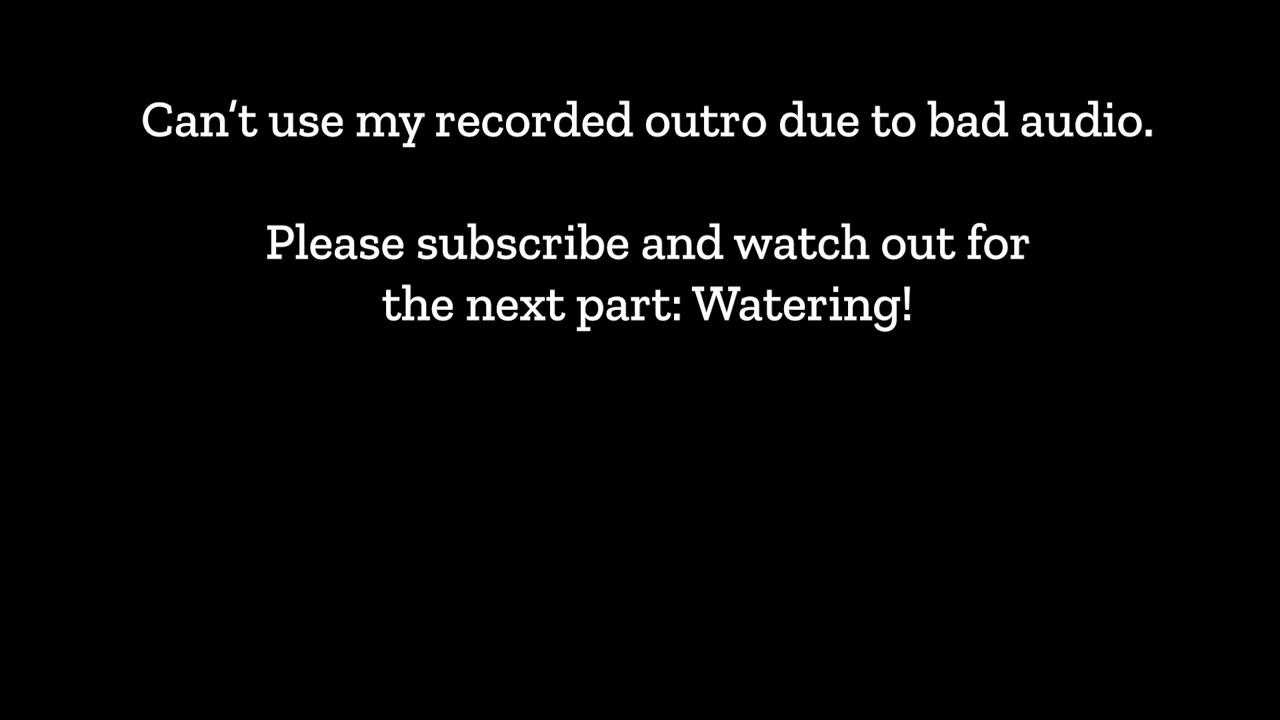 Can't use my recorded outro due to bad audio.
Please subscribe and watch out for
the next part: Watering!